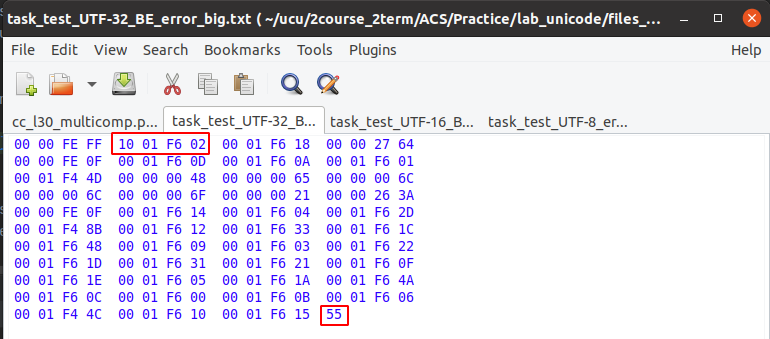 task_test_UTF-32_BE_error_big.txt ( ~/ucu/2course_2term/ACS/Practice/lab_unicode/files_...
File Edit View Search Bookmarks Tools Plugins Help
cc_l30_multicomp.p... task_test_UTF-32_B... task_test_UTF-16_B... task_test_UTF-8_er...
00 00 FE FF 10 01 F6 02 00 01 F6 18 00 00 27 64
00 00 FE 0F 00 01 F6 0D 00 01 F6 0A 00 01 F6 01
00 01 F4 4D 00 00 00 48 00 00 00 65 00 00 00 6C
00 00 00 6C 00 00 00 6F 00 00 00 21 00 00 26 3A
00 00 FE 0F 00 01 F6 14 00 01 F6 04 00 01 F6 2D
00 01 F4 8B 00 01 F6 12 00 01 F6 33 00 01 F6 1C
00 01 F6 48 00 01 F6 09 00 01 F6 03 00 01 F6 22
00 01 F6 1D 00 01 F6 31 00 01 F6 21 00 01 F6 0F
00 01 F6 1E 00 01 F6 05 00 01 F6 1A 00 01 F6 4A
00 01 F6 0C 00 01 F6 00 00 01 F6 0B 00 01 F6 06
00 01 F4 4C 00 01 F6 10 00 01 F6 15 55